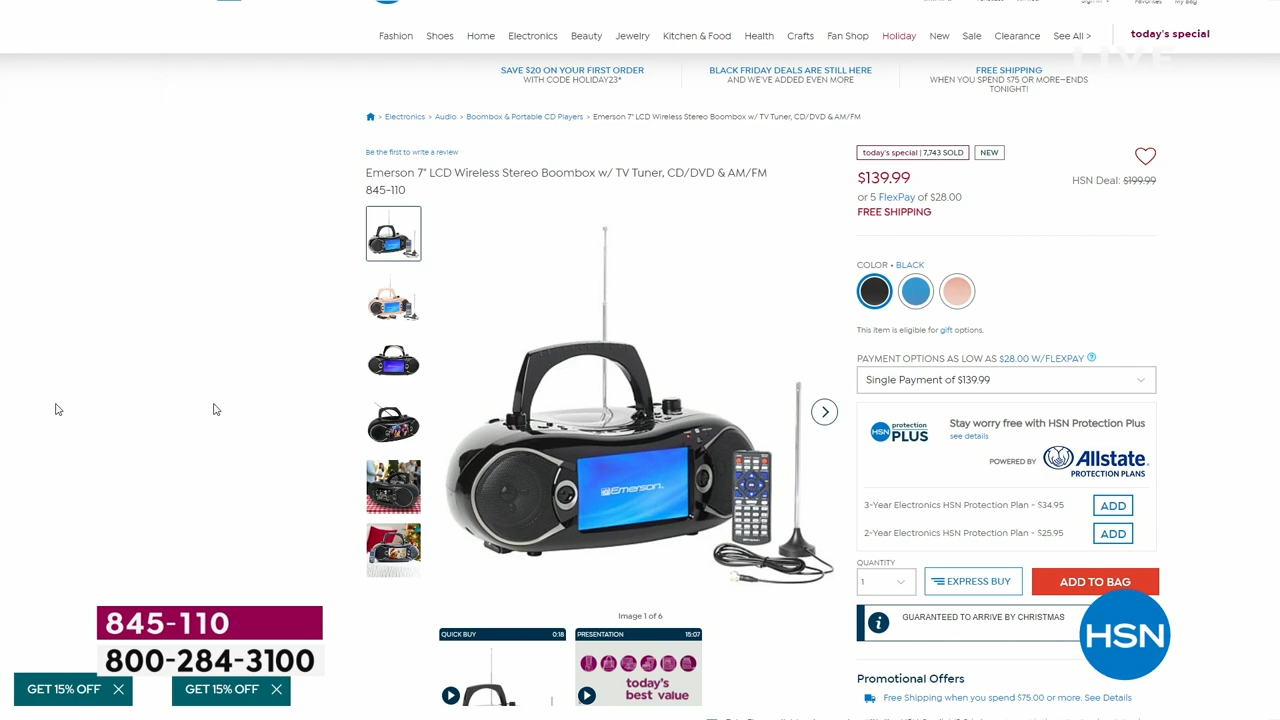 Fashion Shoes Home Electronics Beauty Jewelry Kitchen & Food Health Crafts Fan Shop Holiday New Sale Clearance See All > today's special
LIVE
SAVE $20 ON YOUR FIRST ORDER
WITH CODE HOLIDAY23*
BLACK FRIDAY DEALS ARE STILL HERE
AND WE'VE ADDED EVEN MORE
FREE SHIPPING
WHEN YOU SPEND $75 OR MORE—ENDS
TONIGHT!
> Electronics > Audio > Boombox & Portable CD Players > Emerson 7" LCD Wireless Stereo Boombox w/ TV Tuner, CD/DVD & AM/FM
Be the first to write a review
Emerson 7" LCD Wireless Stereo Boombox w/ TV Tuner, CD/DVD & AM/FM
845-110
Emerson
Image 1 of 6
QUICK BUY 0:18
PRESENTATION 15:07
today's
best value
today's special | 7,743 SOLD NEW
$139.99
HSN Deal: $199.99
or 5 FlexPay of $28.00
FREE SHIPPING
COLOR • BLACK
This item is eligible for gift options.
PAYMENT OPTIONS AS LOW AS $28.00 W/FLEXPAY ?
Single Payment of $139.99
HSN protection PLUS
Stay worry free with HSN Protection Plus
see details
POWERED BY Allstate
PROTECTION PLANS
3-Year Electronics HSN Protection Plan - $34.95 ADD
2-Year Electronics HSN Protection Plan - $25.95 ADD
QUANTITY
1 EXPRESS BUY ADD TO BAG
i GUARANTEED TO ARRIVE BY CHRISTMAS
HSN
Promotional Offers
Free Shipping when you spend $75.00 or more. See Details
845-110
800-284-3100
GET 15% OFF GET 15% OFF